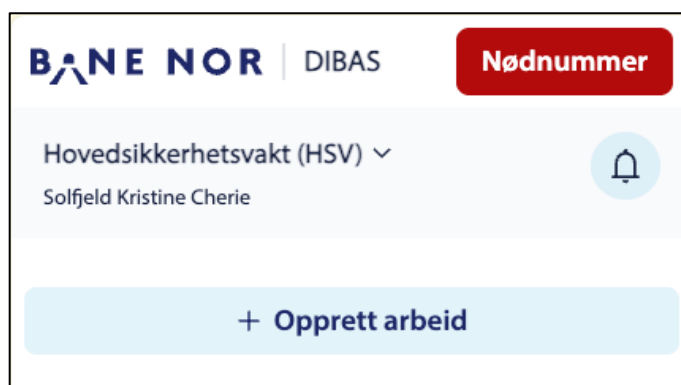 BANE NOR DIBAS Nødnummer
Hovedsikkerhetsvakt (HSV)
Solfjeld Kristine Cherie
+ Opprett arbeid